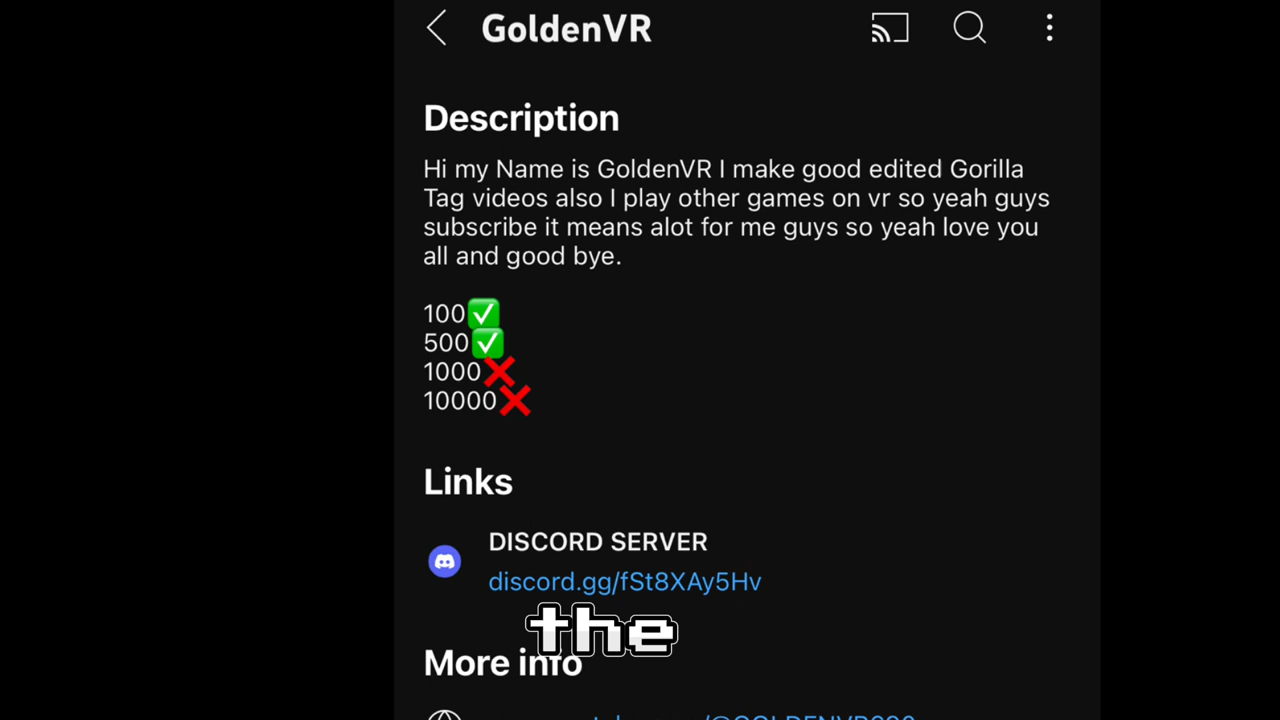 GoldenVR
Description
Hi my Name is GoldenVR I make good edited Gorilla
Tag videos also I play other games on vr so yeah guys
subscribe it means alot for me guys so yeah love you
all and good bye.
100✅
500✅
1000❌
10000❌
Links
DISCORD SERVER
discord.gg/fSt8XAy5Hv
the
More info